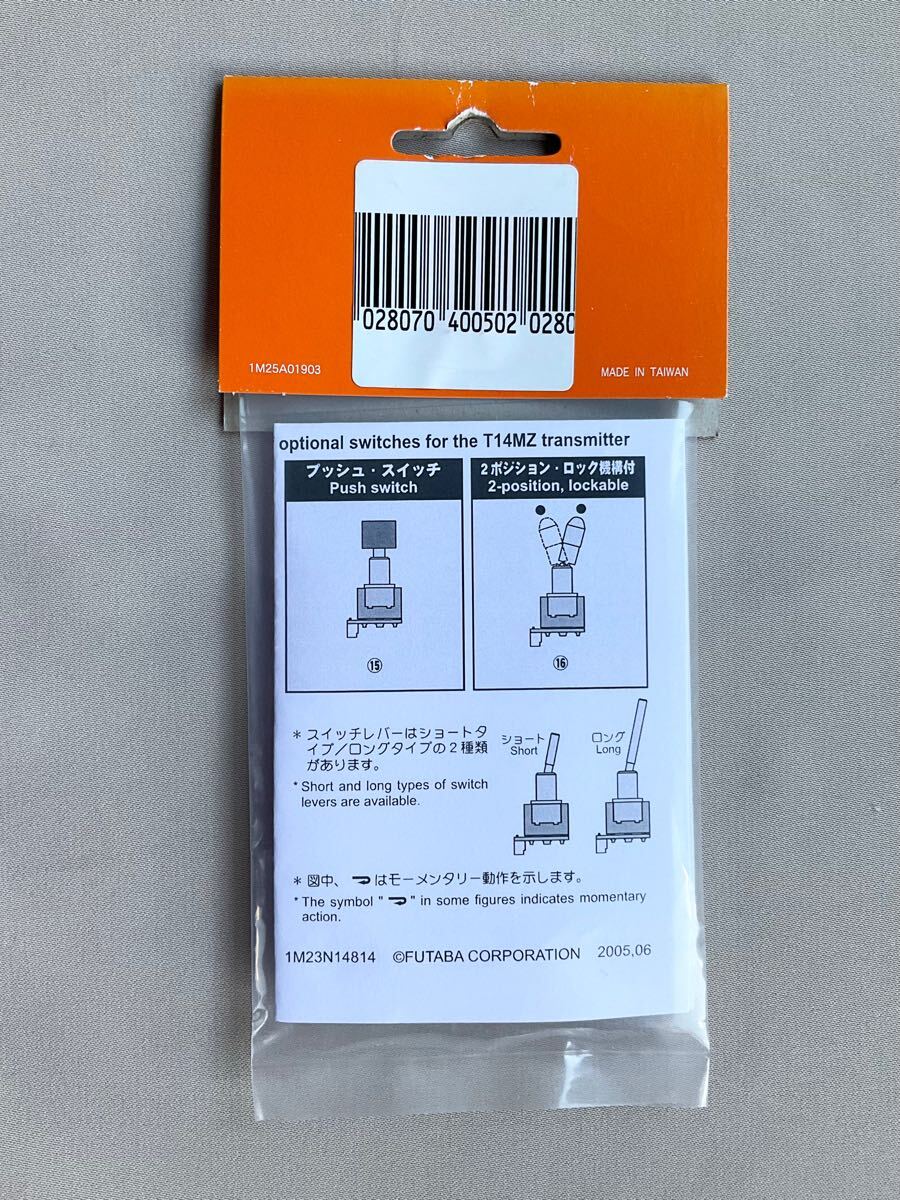 028070 400502 0280
1M25A01903
MADE IN TAIWAN
optional switches for the T14MZ transmitter
プッシュ・スイッチ
Push switch
2ポジション・ロック機構付
2-position, lockable
⑮
⑯
* スイッチレバーはショートタ
イプ/ロングタイプの2種類
があります。
* Short and long types of switch
levers are available.
ショート
Short
ロング
Long
* 図中、 はモーメンタリー動作を示します。
* The symbol " " in some figures indicates momentary
action.
1M23N14814 ©FUTABA CORPORATION 2005,06